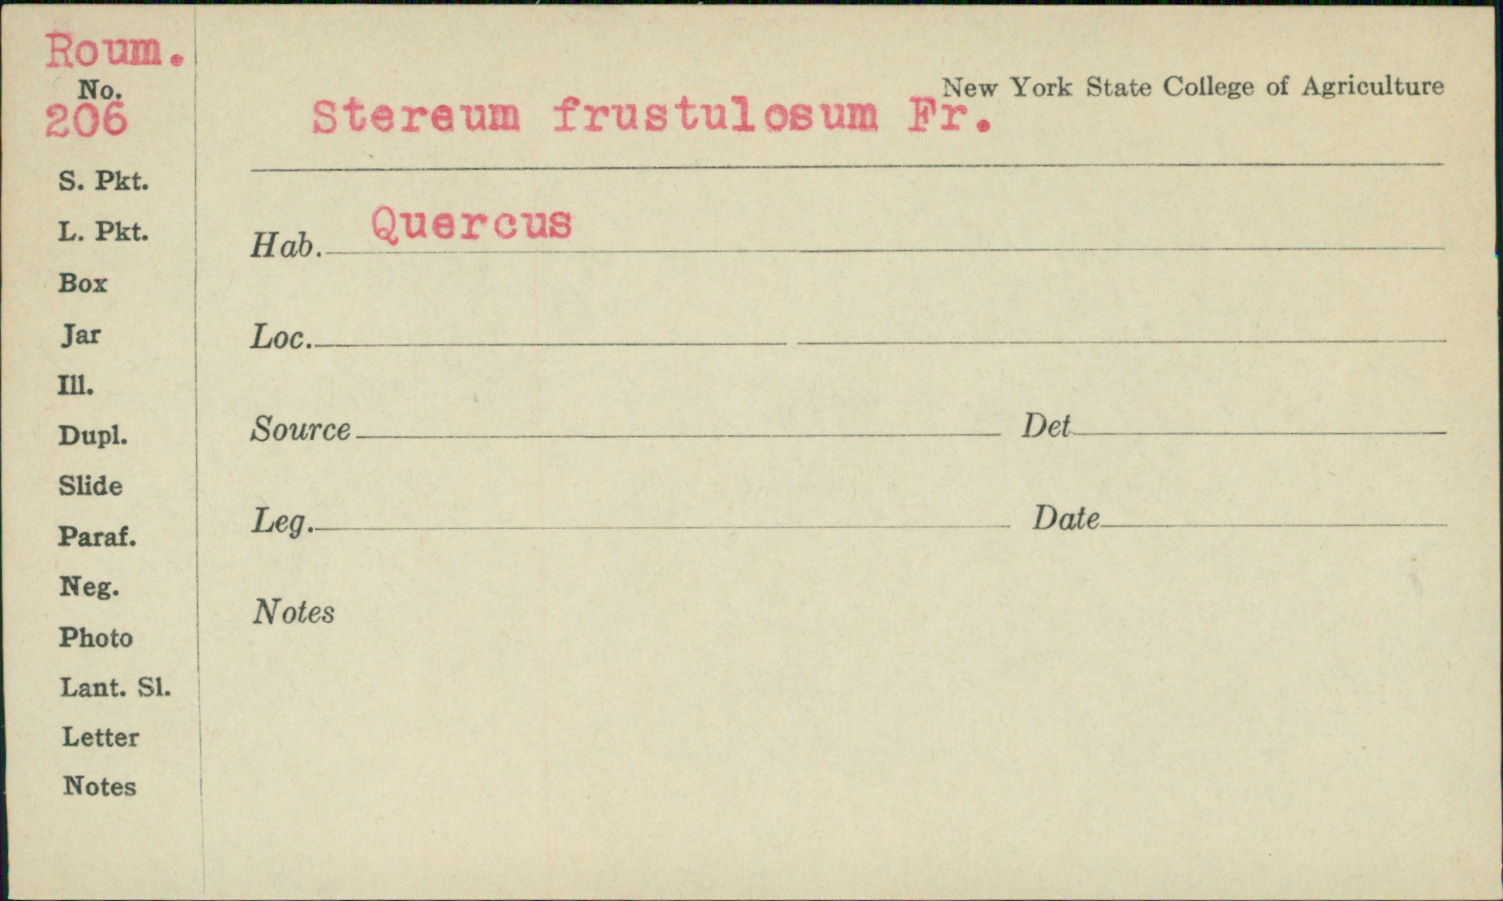 Roum.
No.
206
New York State College of Agriculture
Stereum frustulosum Fr.
S. Pkt.
L. Pkt.
Box
Jar
Ill.
Dupl.
Slide
Paraf.
Neg.
Photo
Lant. Sl.
Letter
Notes
Hab. Quercus
Loc.
Source Det
Leg. Date
Notes